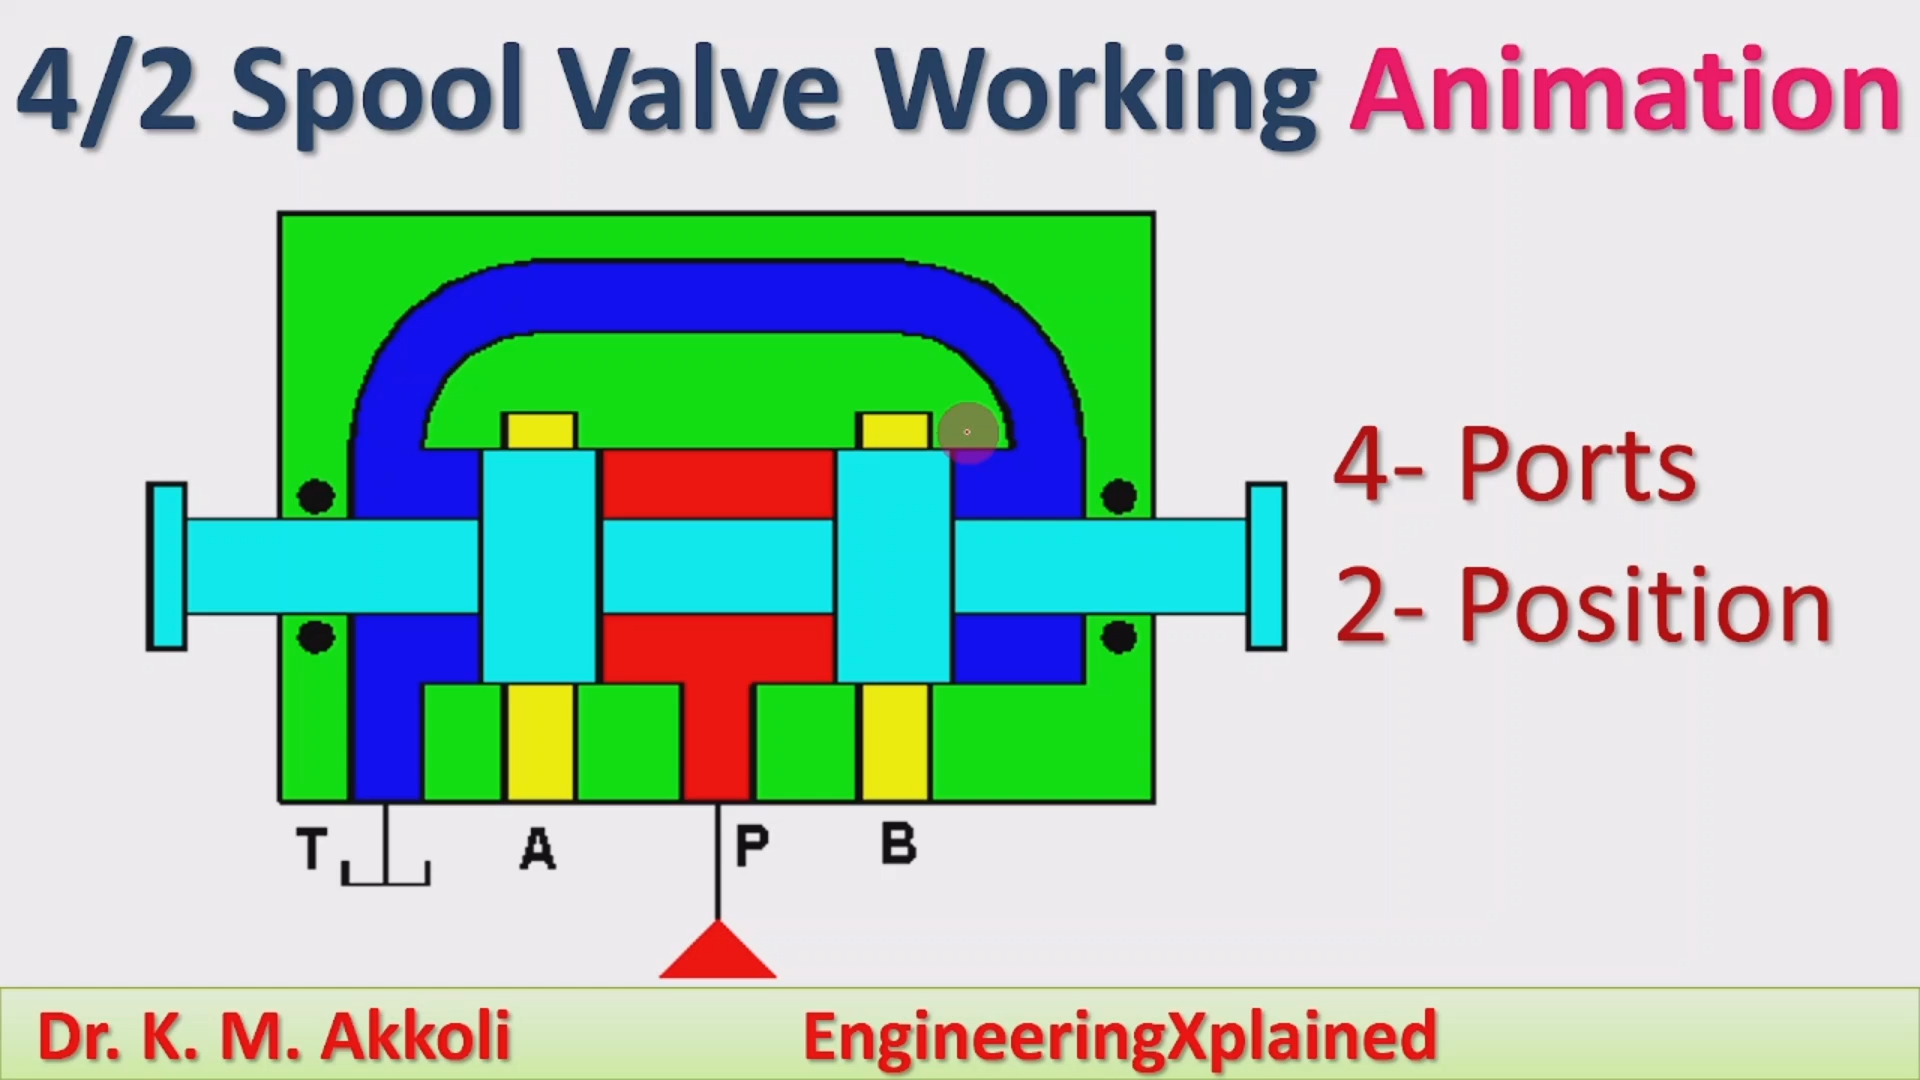 4/2 Spool Valve Working Animation
4- Ports
2- Position
T A P B
Dr. K. M. Akkoli EngineeringXplained